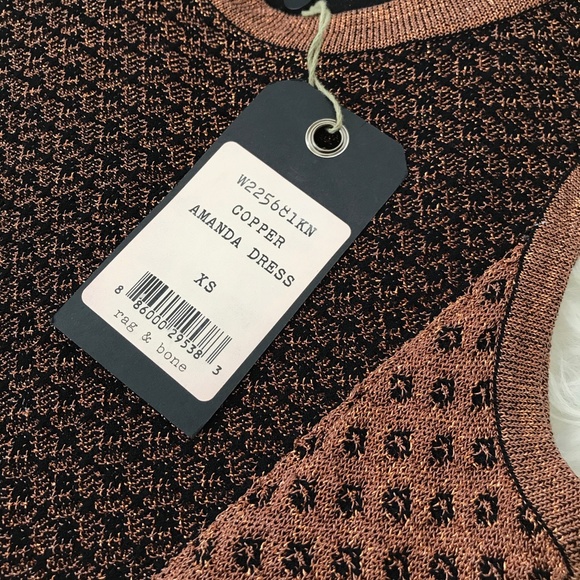 W225681KN
COPPER
AMANDA DRESS
XS
8 86000 29538 3
rag & bone